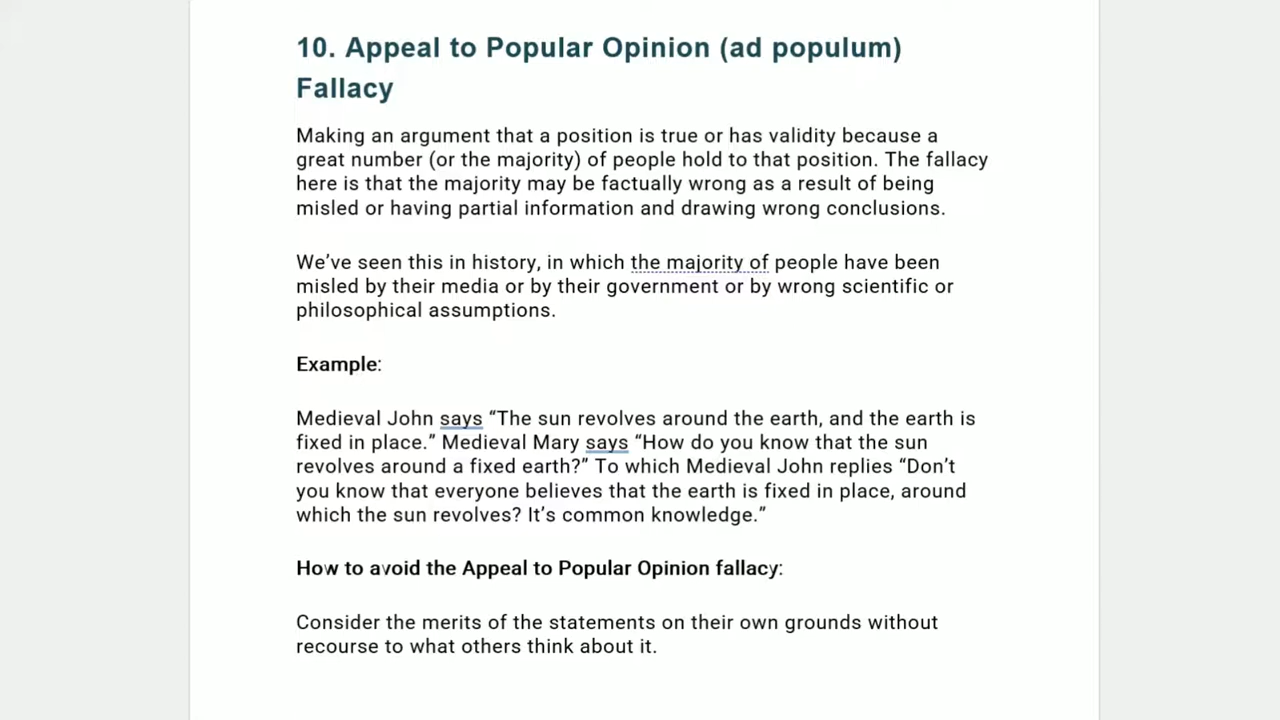 10. Appeal to Popular Opinion (ad populum)
Fallacy
Making an argument that a position is true or has validity because a
great number (or the majority) of people hold to that position. The fallacy
here is that the majority may be factually wrong as a result of being
misled or having partial information and drawing wrong conclusions.
We’ve seen this in history, in which the majority of people have been
misled by their media or by their government or by wrong scientific or
philosophical assumptions.
Example:
Medieval John says “The sun revolves around the earth, and the earth is
fixed in place.” Medieval Mary says “How do you know that the sun
revolves around a fixed earth?” To which Medieval John replies “Don’t
you know that everyone believes that the earth is fixed in place, around
which the sun revolves? It’s common knowledge.”
How to avoid the Appeal to Popular Opinion fallacy:
Consider the merits of the statements on their own grounds without
recourse to what others think about it.